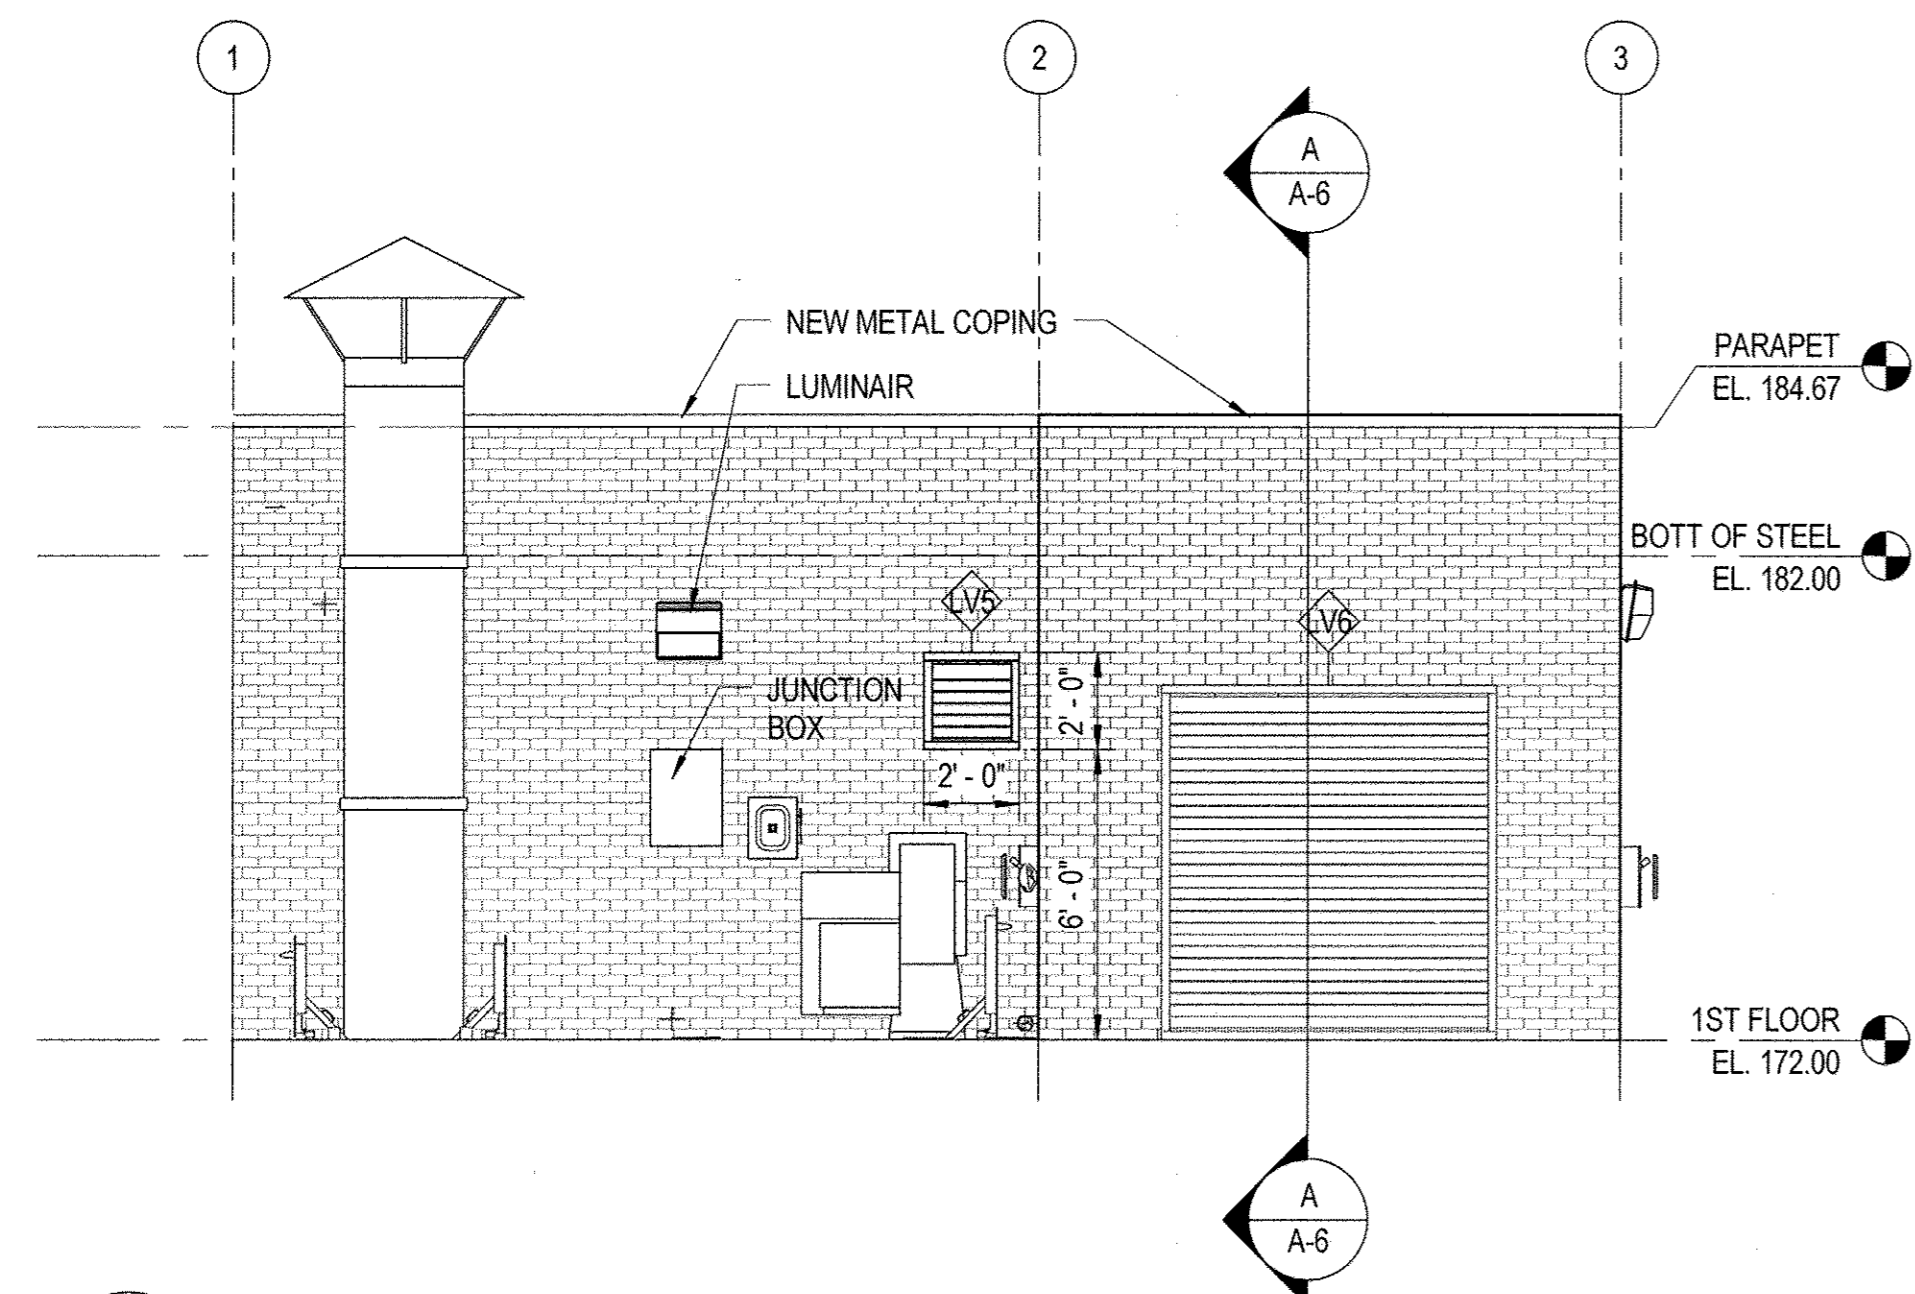 1
2
3
A
A-6
NEW METAL COPING
PARAPET
EL. 184.67
LUMINAIR
BOTT OF STEEL
EL. 182.00
LV5
LV6
JUNCTION
BOX
2' - 0"
2' - 0"
6' - 0"
1ST FLOOR
EL. 172.00
A
A-6